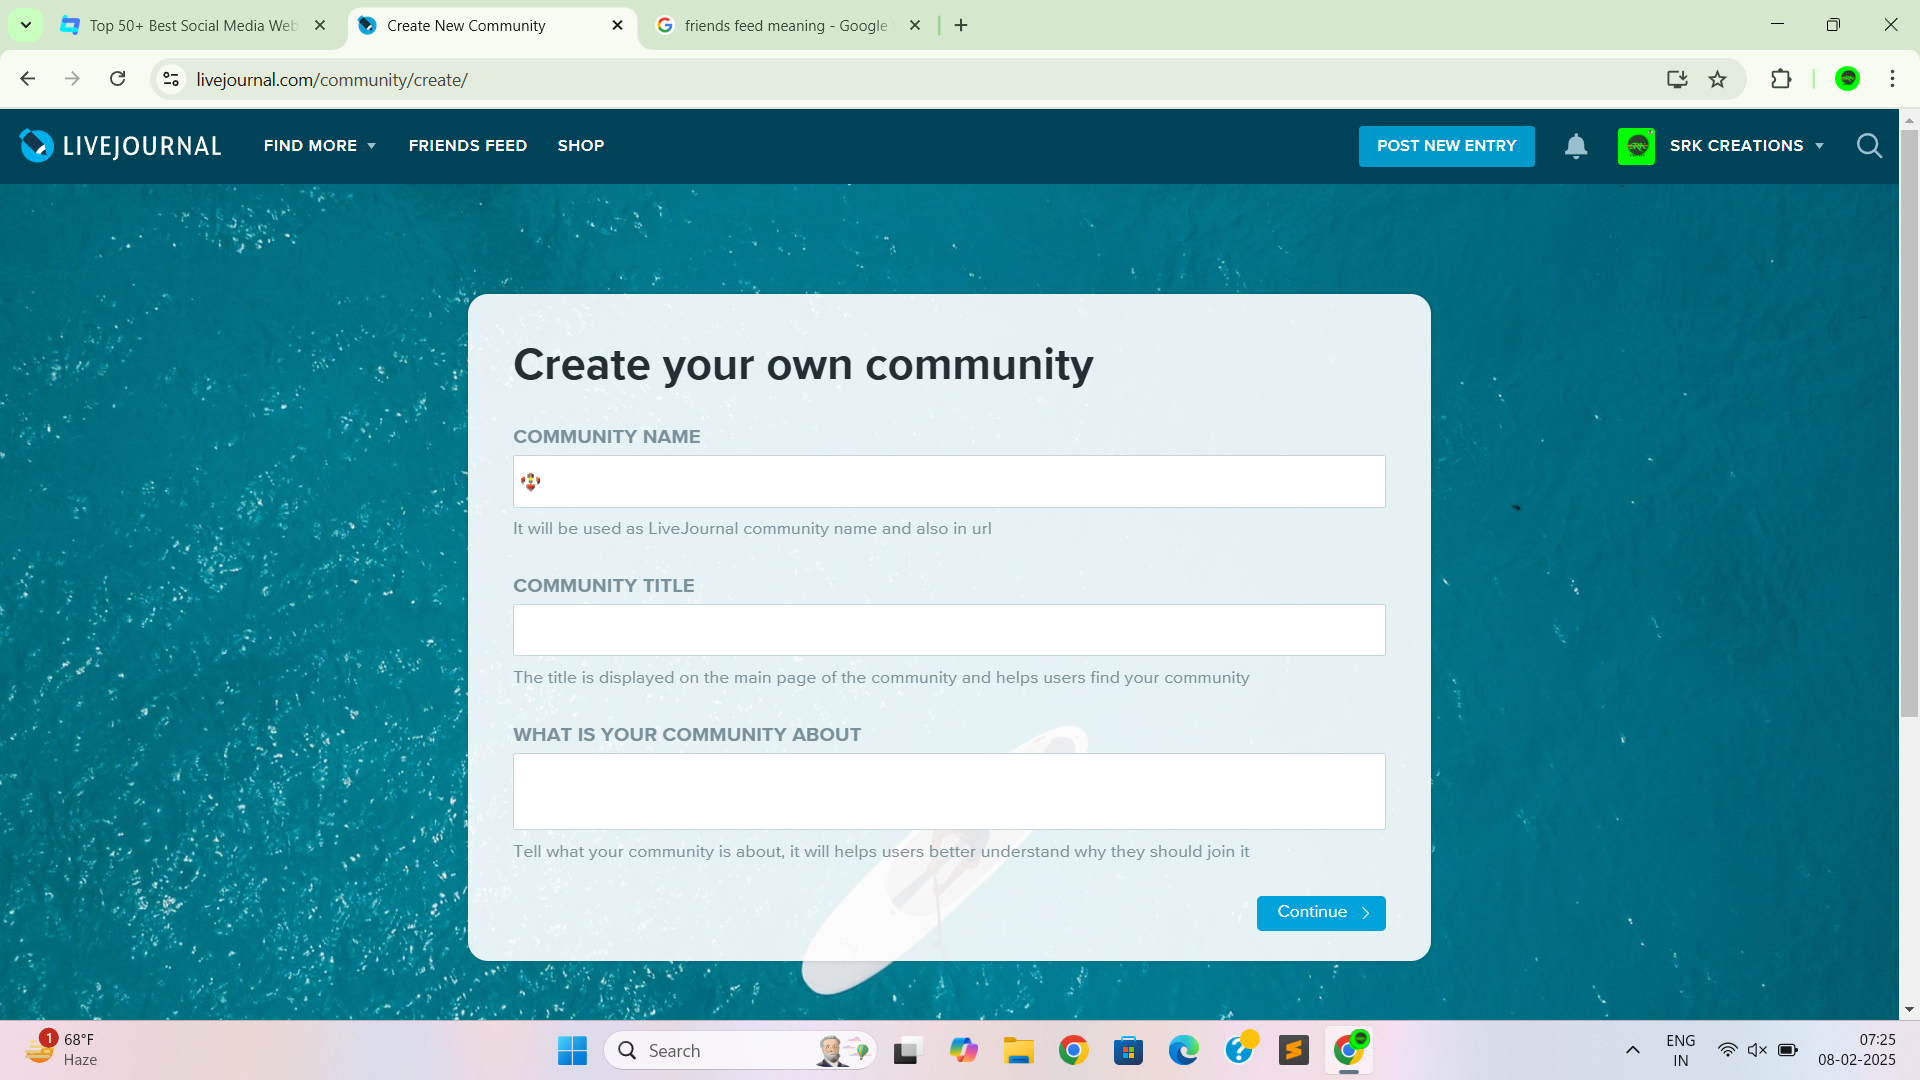 Top 50+ Best Social Media Web
Create New Community
friends feed meaning - Google
livejournal.com/community/create/
LIVEJOURNAL
FIND MORE
FRIENDS FEED
SHOP
POST NEW ENTRY
SRK CREATIONS
Create your own community
COMMUNITY NAME
It will be used as LiveJournal community name and also in url
COMMUNITY TITLE
The title is displayed on the main page of the community and helps users find your community
WHAT IS YOUR COMMUNITY ABOUT
Tell what your community is about, it will helps users better understand why they should join it
Continue
1
68°F
Haze
Search
ENG
IN
07:25
08-02-2025